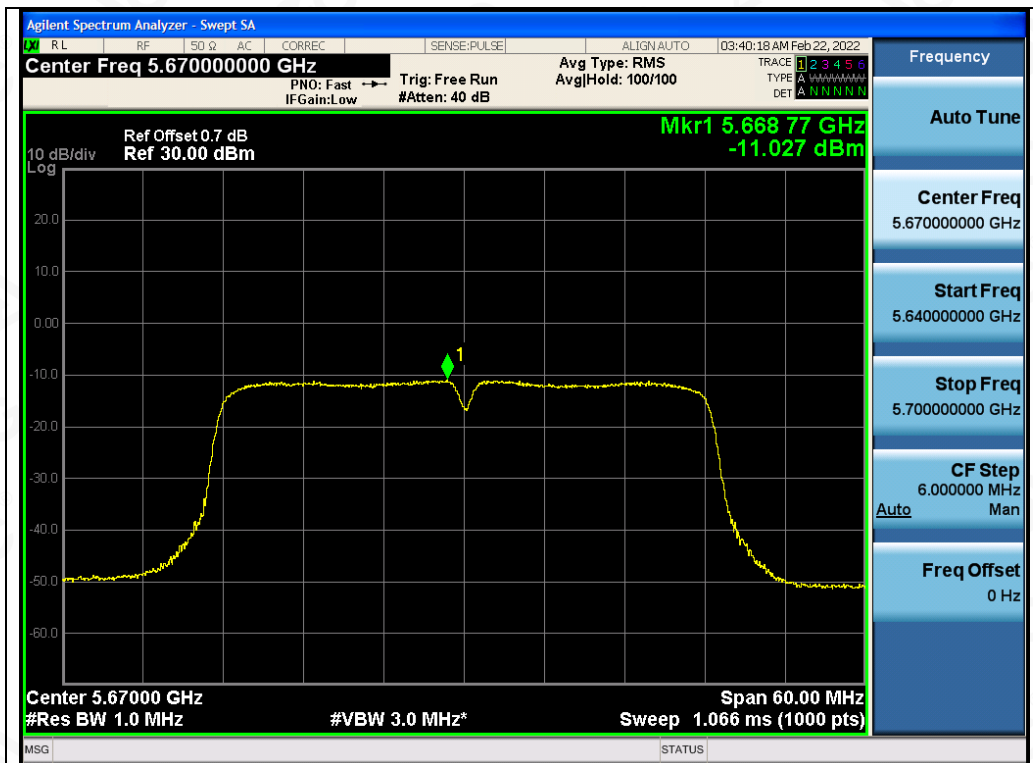 Agilent Spectrum Analyzer - Swept SA
LXI RL RF 50 Ω AC CORREC SENSE:PULSE ALIGN AUTO 03:40:18 AM Feb 22, 2022
Center Freq 5.670000000 GHz
PNO: Fast
IFGain:Low
Trig: Free Run
#Atten: 40 dB
Avg Type: RMS
Avg|Hold: 100/100
TRACE 1 2 3 4 5 6
TYPE A WWWWW
DET A N N N N N
Frequency
Auto Tune
Center Freq
5.670000000 GHz
Start Freq
5.640000000 GHz
Stop Freq
5.700000000 GHz
CF Step
6.000000 MHz
Auto Man
Freq Offset
0 Hz
Mkr1 5.668 77 GHz
-11.027 dBm
Ref Offset 0.7 dB
10 dB/div Ref 30.00 dBm
Log
20.0
10.0
0.00
1
-10.0
-20.0
-30.0
-40.0
-50.0
-60.0
Center 5.67000 GHz Span 60.00 MHz
#Res BW 1.0 MHz #VBW 3.0 MHz* Sweep 1.066 ms (1000 pts)
MSG STATUS